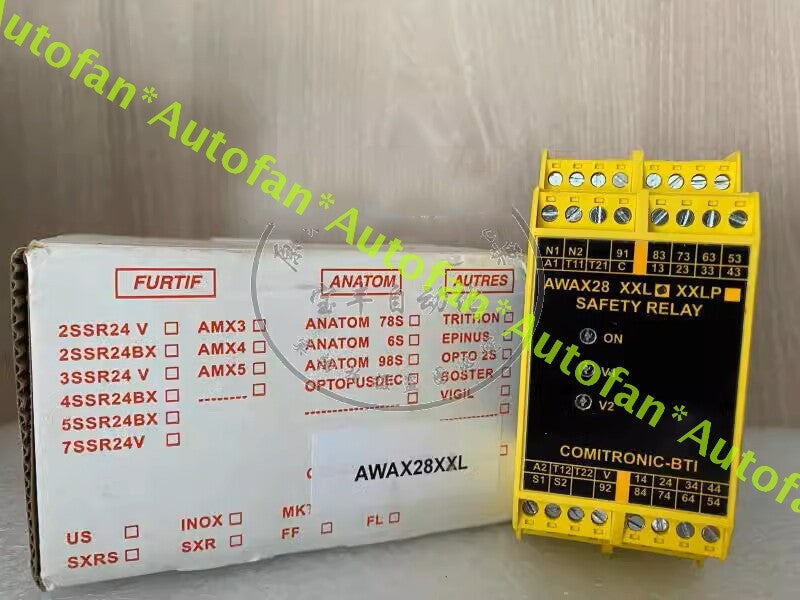 Autofan*Autofan*Autofan*Autofan*Autofan*Autofan
FURTIF
2SSR24 V
2SSR24BX
3SSR24 V
4SSR24BX
5SSR24BX
7SSR24V
AMX3
AMX4
AMX5
ANATOM
ANATOM 78S
ANATOM 6S
ANATOM 98S
OPTOPUSDEC
AUTRES
TRITHON
EPINUS
OPTO 2S
BOSTER
VIGIL
AWAX28XXL
US
SXRS
INOX
SXR
FF
FL
N1 N2 91 83 73 63 53
A1 T11 T21 C 13 23 33 43
AWAX28 XXL XXLP
SAFETY RELAY
ON
V1
V2
COMITRONIC-BTI
A2 T12 T22 V 14 24 34 44
S1 S2 92 84 74 64 54